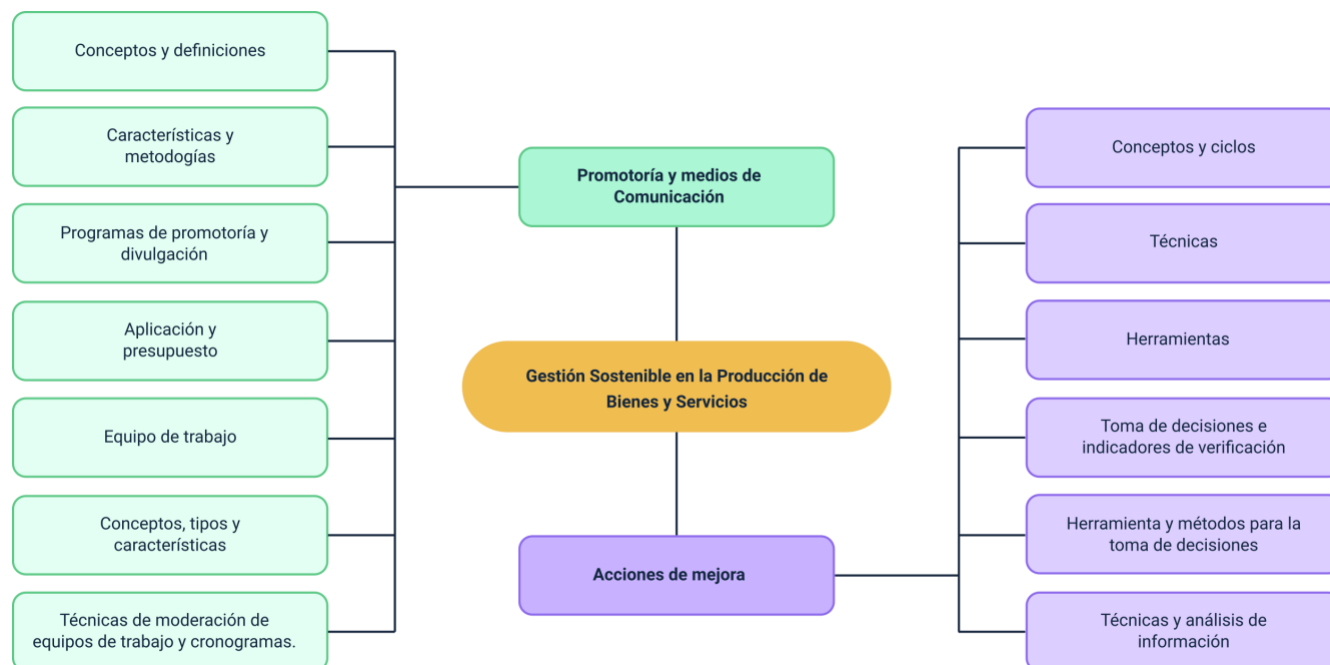 Conceptos y definiciones
Características y
metodogías
Programas de promotoría y
divulgación
Aplicación y
presupuesto
Equipo de trabajo
Conceptos, tipos y
características
Técnicas de moderación de
equipos de trabajo y cronogramas.
Promotoría y medios de
Comunicación
Gestión Sostenible en la Producción de
Bienes y Servicios
Acciones de mejora
Conceptos y ciclos
Técnicas
Herramientas
Toma de decisiones e
indicadores de verificación
Herramienta y métodos para la
toma de decisiones
Técnicas y análisis de
información